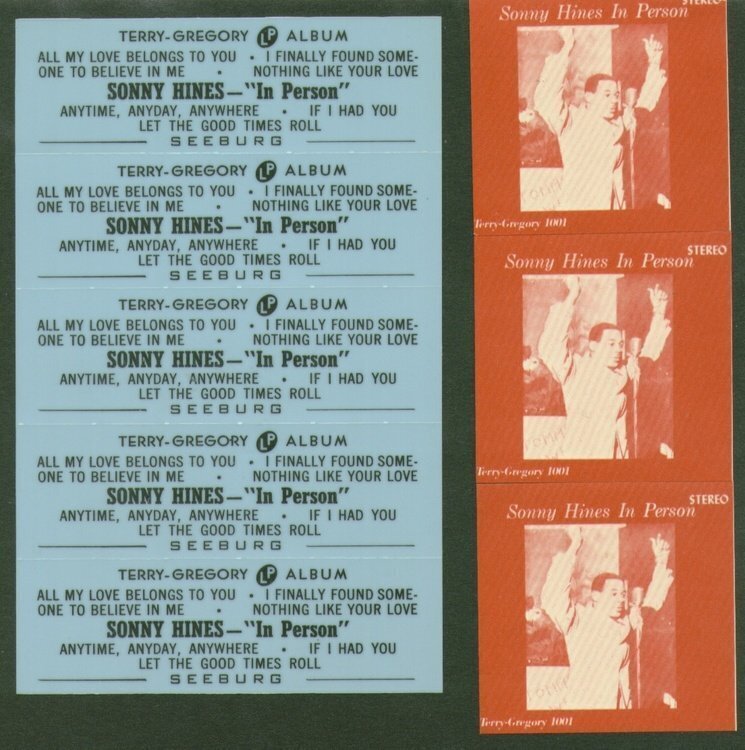 TERRY-GREGORY LP ALBUM
ALL MY LOVE BELONGS TO YOU • I FINALLY FOUND SOME-
ONE TO BELIEVE IN ME • NOTHING LIKE YOUR LOVE
SONNY HINES—"In Person"
ANYTIME, ANYDAY, ANYWHERE • IF I HAD YOU
LET THE GOOD TIMES ROLL
SEEBURG
TERRY-GREGORY LP ALBUM
ALL MY LOVE BELONGS TO YOU • I FINALLY FOUND SOME-
ONE TO BELIEVE IN ME • NOTHING LIKE YOUR LOVE
SONNY HINES—"In Person"
ANYTIME, ANYDAY, ANYWHERE • IF I HAD YOU
LET THE GOOD TIMES ROLL
SEEBURG
TERRY-GREGORY LP ALBUM
ALL MY LOVE BELONGS TO YOU • I FINALLY FOUND SOME-
ONE TO BELIEVE IN ME • NOTHING LIKE YOUR LOVE
SONNY HINES—"In Person"
ANYTIME, ANYDAY, ANYWHERE • IF I HAD YOU
LET THE GOOD TIMES ROLL
SEEBURG
TERRY-GREGORY LP ALBUM
ALL MY LOVE BELONGS TO YOU • I FINALLY FOUND SOME-
ONE TO BELIEVE IN ME • NOTHING LIKE YOUR LOVE
SONNY HINES—"In Person"
ANYTIME, ANYDAY, ANYWHERE • IF I HAD YOU
LET THE GOOD TIMES ROLL
SEEBURG
TERRY-GREGORY LP ALBUM
ALL MY LOVE BELONGS TO YOU • I FINALLY FOUND SOME-
ONE TO BELIEVE IN ME • NOTHING LIKE YOUR LOVE
SONNY HINES—"In Person"
ANYTIME, ANYDAY, ANYWHERE • IF I HAD YOU
LET THE GOOD TIMES ROLL
SEEBURG
STEREO
Sonny Hines In Person
Terry-Gregory 1001
STEREO
Sonny Hines In Person
Terry-Gregory 1001
STEREO
Sonny Hines In Person
Terry-Gregory 1001